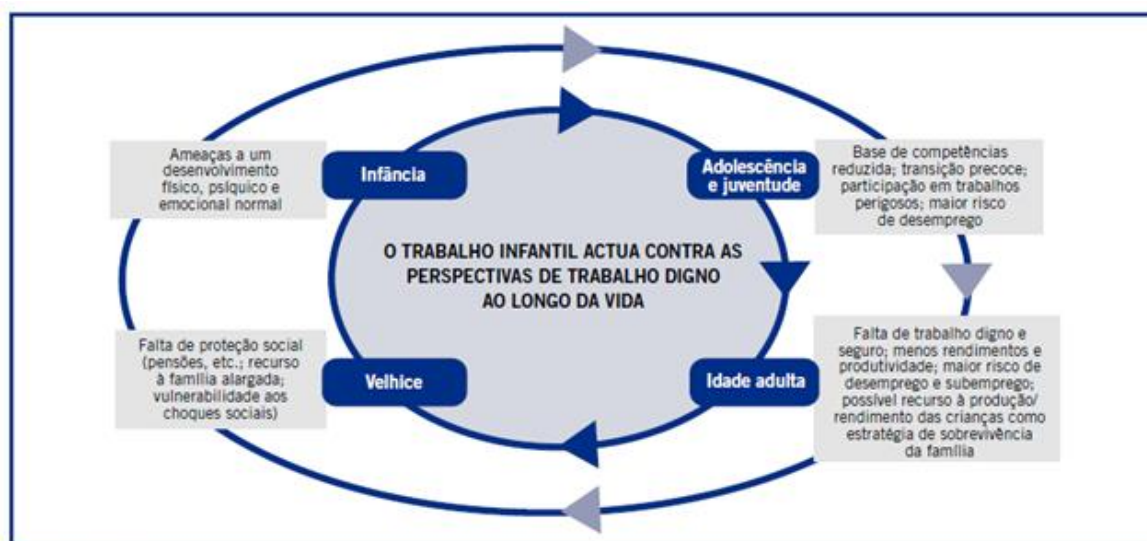 Ameaças a um
desenvolvimento
físico, psíquico e
emocional normal
Infância
Adolescência
e juventude
Base de competências
reduzida; transição precoce;
participação em trabalhos
perigosos; maior risco
de desemprego
O TRABALHO INFANTIL ACTUA CONTRA AS
PERSPECTIVAS DE TRABALHO DIGNO
AO LONGO DA VIDA
Falta de proteção social
(pensões, etc.; recurso
à família alargada;
vulnerabilidade aos
choques sociais)
Velhice
Idade adulta
Falta de trabalho digno e
seguro; menos rendimentos e
produtividade; maior risco de
desemprego e subemprego;
possível recurso à produção/
rendimento das crianças como
estratégia de sobrevivência
da família